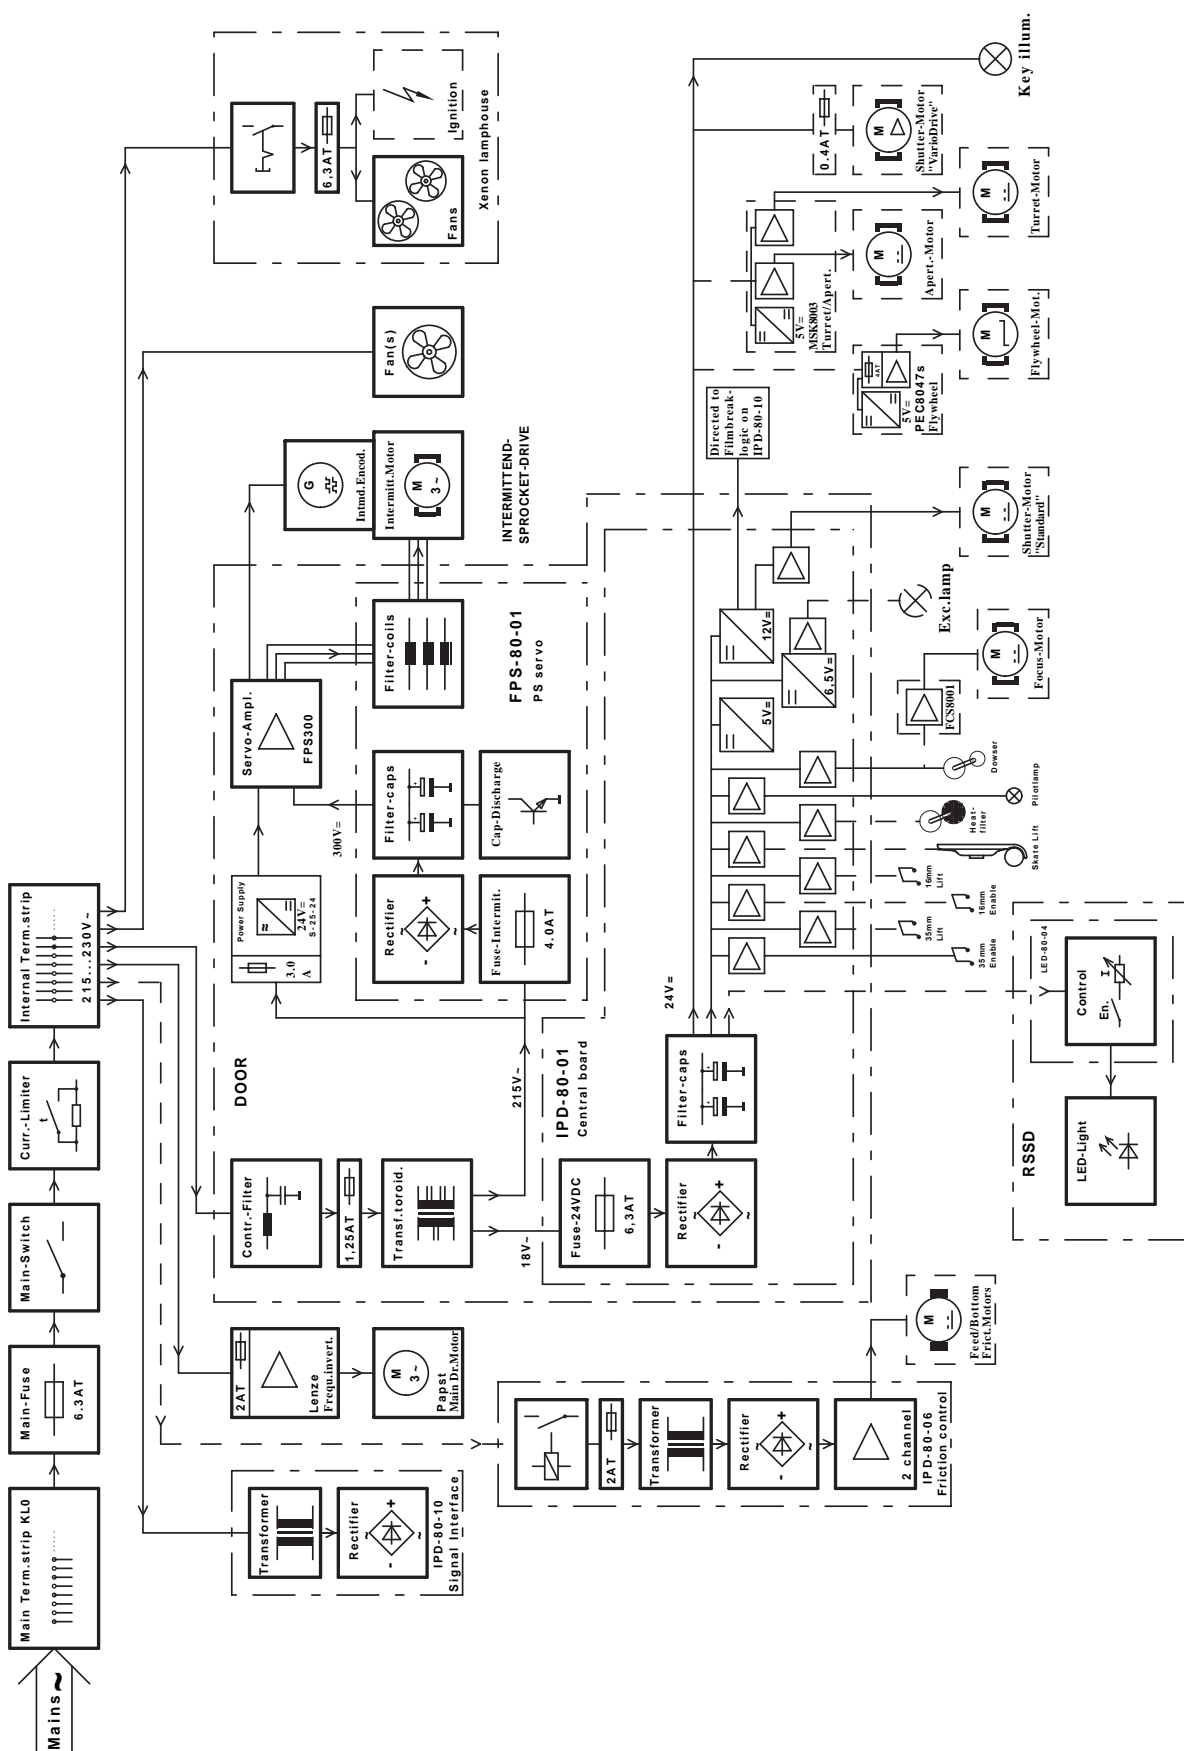 Mains ~
Main Term.strip KL0
.....
Main-Fuse
6.3AT
Main-Switch
Curr.-Limiter
t
Internal Term.strip
.....
215...230V~
Transformer
Rectifier
- +
~ ~
IPD-80-10
Signal Interface
2AT
Lenze
Frequ.invert.
M
3~
Papst
Main Dr.Motor
2AT
Transformer
Rectifier
- +
~ ~
2 channel
IPD-80-06
Friction control
M
Feed/Bottom
Frict.Motors
DOOR
Contr.-Filter
1,25AT
Transf.toroid.
18V~
215V~
IPD-80-01
Central board
Fuse-24VDC
6,3AT
Rectifier
- +
~ ~
Filter-caps
+ +
24V=
3.0
A
Power Supply
≈
=
24V=
S-25-24
Fuse-Intermit.
4.0AT
Rectifier
- +
~ ~
Filter-caps
+ +
Cap-Discharge
300V=
Servo-Ampl.
FPS300
Filter-coils
FPS-80-01
PS servo
G
Intmd.Encod.
Intermitt.Motor
M
3~
INTERMITTEND-
SPROCKET-DRIVE
Fan(s)
6,3AT
Fans
Ignition
Xenon lamphouse
35mm
Enable
35mm
Lift
16mm
Enable
16mm
Lift
Skate Lift
Heat-
filter
Pilotlamp
Dowser
FCS8001
M
Focus-Motor
5V=
6,5V=
12V=
Exc.lamp
M
Shutter-Motor
"Standard"
Directed to
Filmbreak-
logic on
IPD-80-10
4AT
5V=
PEC8047s
Flywheel
M
Flywheel-Mot.
5V=
MSK8003
Turret/Apert.
M
Apert.-Motor
M
Turret-Motor
0.4AT
M
Shutter-Motor
"VarioDrive"
Key illum.
RSSD
LED-80-04
Control
En.
I
LED-Light